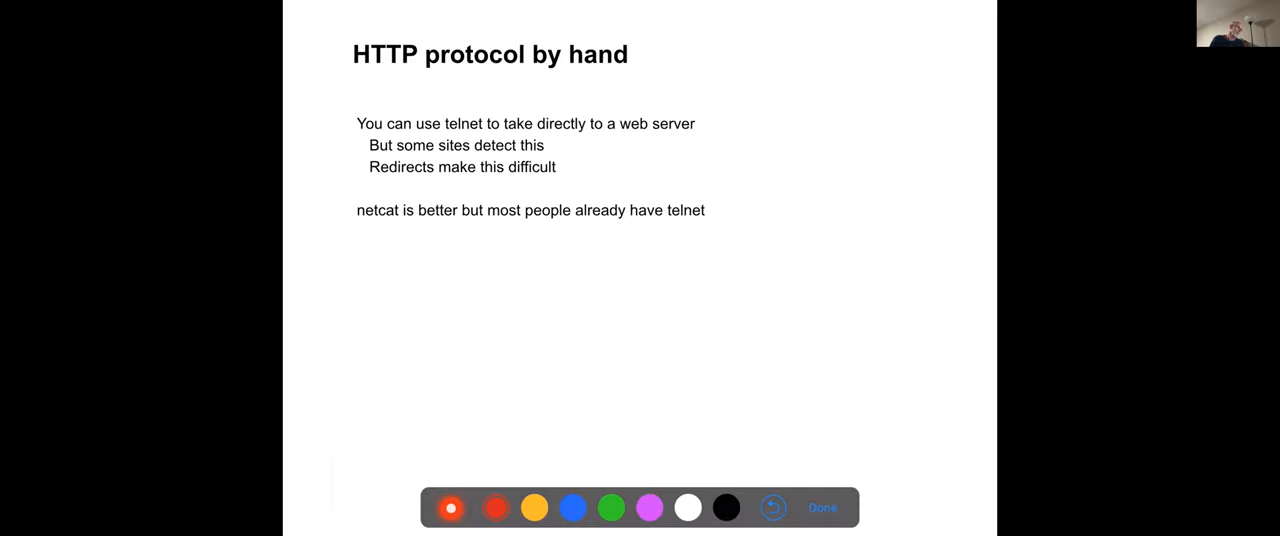 HTTP protocol by hand
You can use telnet to take directly to a web server
But some sites detect this
Redirects make this difficult
netcat is better but most people already have telnet
Done